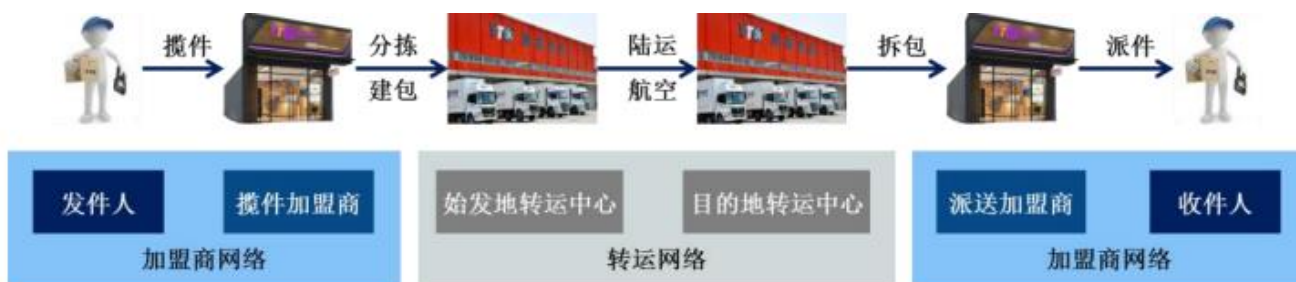 揽件
分拣
建包
陆运
航空
拆包
派件
发件人
揽件加盟商
始发地转运中心
目的地转运中心
派送加盟商
收件人
加盟商网络
转运网络
加盟商网络